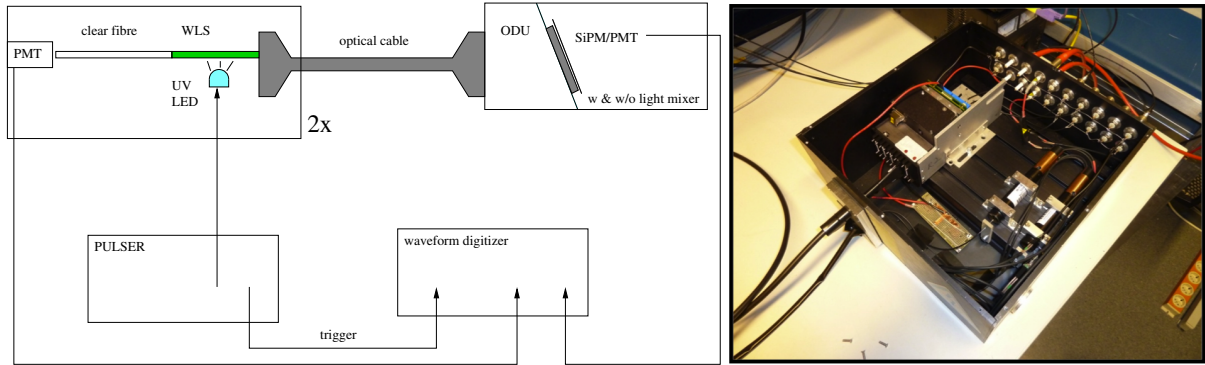 clear fibre
WLS
PMT
UV
LED
optical cable
ODU
SiPM/PMT
w & w/o light mixer
2x
PULSER
waveform digitizer
trigger